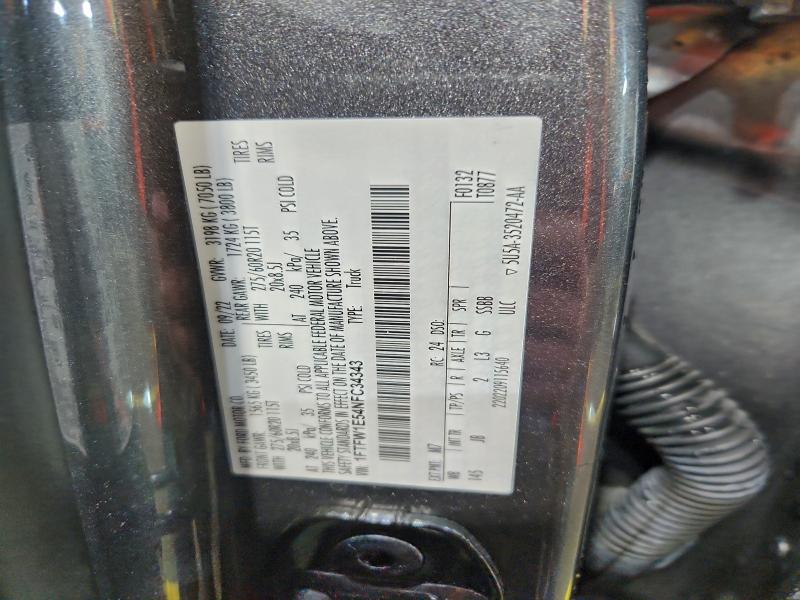 MFD. BY FORD MOTOR CO. DATE: 09/22 GVWR: 3198 KG ( 7050 LB)
FRONT GAWR: 1565 KG ( 3450 LB) REAR GAWR: 1724 KG ( 3800 LB)
WITH 275/60R20 115T TIRES WITH 275/60R20 115T TIRES
20x8.5J RIMS 20x8.5J RIMS
AT 240 kPa/ 35 PSI COLD AT 240 kPa/ 35 PSI COLD
THIS VEHICLE CONFORMS TO ALL APPLICABLE FEDERAL MOTOR VEHICLE
SAFETY STANDARDS IN EFFECT ON THE DATE OF MANUFACTURE SHOWN ABOVE.
VIN: 1FTFW1E54NFC34343 TYPE: Truck
EXT PNT: M7 RC: 24 DSO: F0132
WB INT TR TP/PS R AXLE TR SPR T0877
145 JB 2 L3 G SSBB
ULC
2202209115640 ▽ 5U5A-3520472-AA